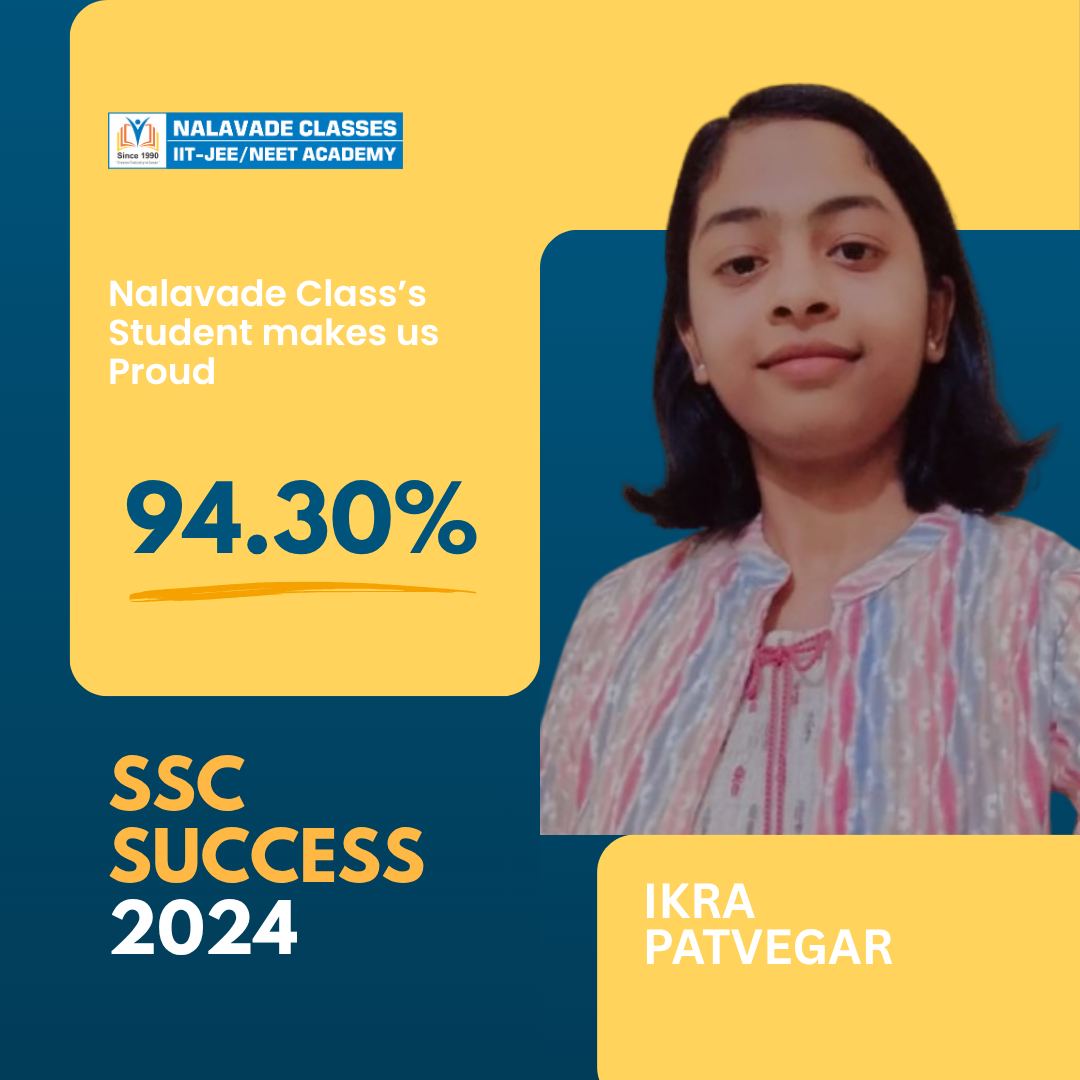 NALAVADE CLASSES
IIT-JEE/NEET ACADEMY
Since 1990
Nalavade Class’s
Student makes us
Proud
94.30%
SSC
SUCCESS
2024
IKRA
PATVEGAR